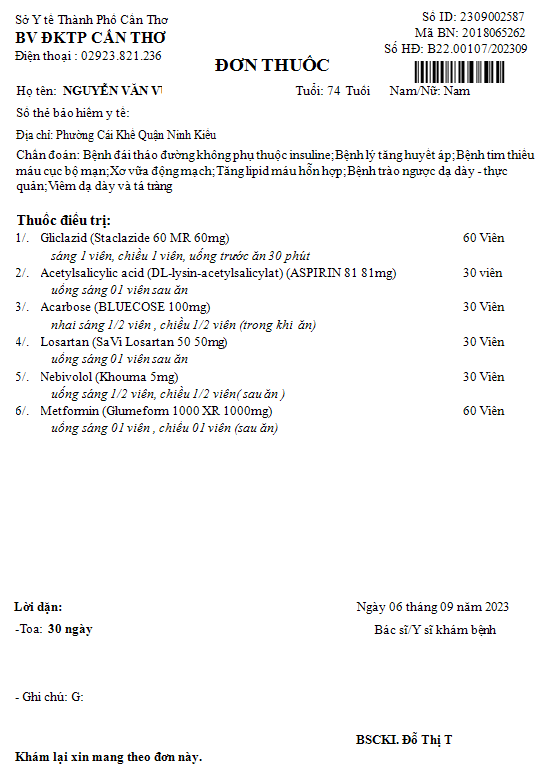 Sở Y tế Thành Phố Cần Thơ
BV ĐKTP CẦN THƠ
Điện thoại : 02923.821.236
Số ID: 2309002587
Mã BN: 2018065262
Số HĐ: B22.00107/202309
ĐƠN THUỐC
Họ tên: NGUYỄN VĂN V
Tuổi: 74 Tuổi Nam/Nữ: Nam
Số thẻ bảo hiểm y tế:
Địa chỉ: Phường Cái Khế Quận Ninh Kiều
Chẩn đoán: Bệnh đái tháo đường không phụ thuộc insuline;Bệnh lý tăng huyết áp;Bệnh tim thiếu
máu cục bộ mạn;Xơ vữa động mạch;Tăng lipid máu hỗn hợp;Bệnh trào ngược dạ dày - thực
quản;Viêm dạ dày và tá tràng
Thuốc điều trị:
1/. Gliclazid (Staclazide 60 MR 60mg) 60 Viên
sáng 1 viên, chiều 1 viên, uống trước ăn 30 phút
2/. Acetylsalicylic acid (DL-lysin-acetylsalicylat) (ASPIRIN 81 81mg) 30 viên
uống sáng 01 viên sau ăn
3/. Acarbose (BLUECOSE 100mg) 30 Viên
nhai sáng 1/2 viên , chiều 1/2 viên (trong khi ăn)
4/. Losartan (SaVi Losartan 50 50mg) 30 Viên
uống sáng 01 viên sau ăn
5/. Nebivolol (Khouma 5mg) 30 Viên
uống sáng 1/2 viên, chiều 1/2 viên( sau ăn )
6/. Metformin (Glumeform 1000 XR 1000mg) 60 Viên
uống sáng 01 viên , chiều 01 viên (sau ăn)
Lời dặn:
-Toa: 30 ngày
Ngày 06 tháng 09 năm 2023
Bác sĩ/Y sĩ khám bệnh
- Ghi chú: G:
BSCKI. Đỗ Thị T
Khám lại xin mang theo đơn này.